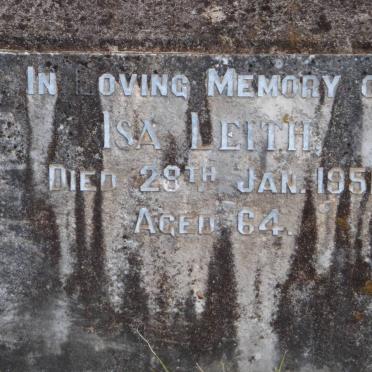 IN LOVING MEMORY O
ISA LEITH.
DIED 28TH JAN. 195
AGED 64.